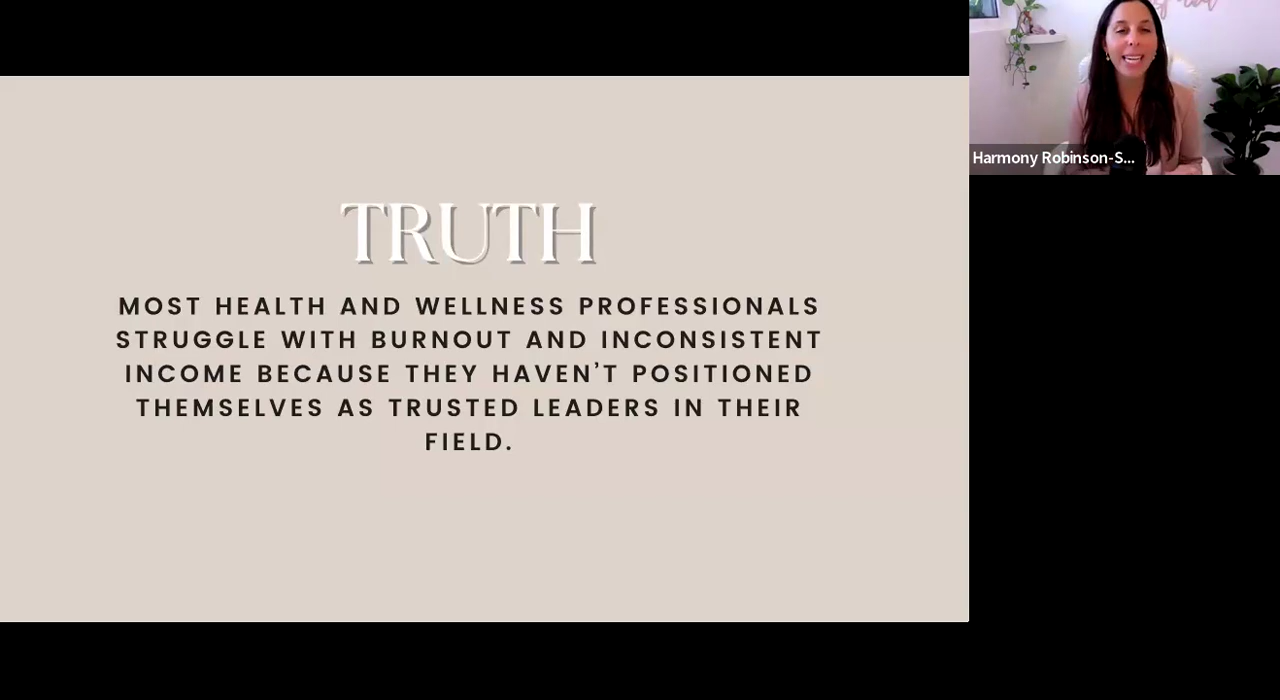 TRUTH
MOST HEALTH AND WELLNESS PROFESSIONALS
STRUGGLE WITH BURNOUT AND INCONSISTENT
INCOME BECAUSE THEY HAVEN’T POSITIONED
THEMSELVES AS TRUSTED LEADERS IN THEIR
FIELD.
Harmony Robinson-S...